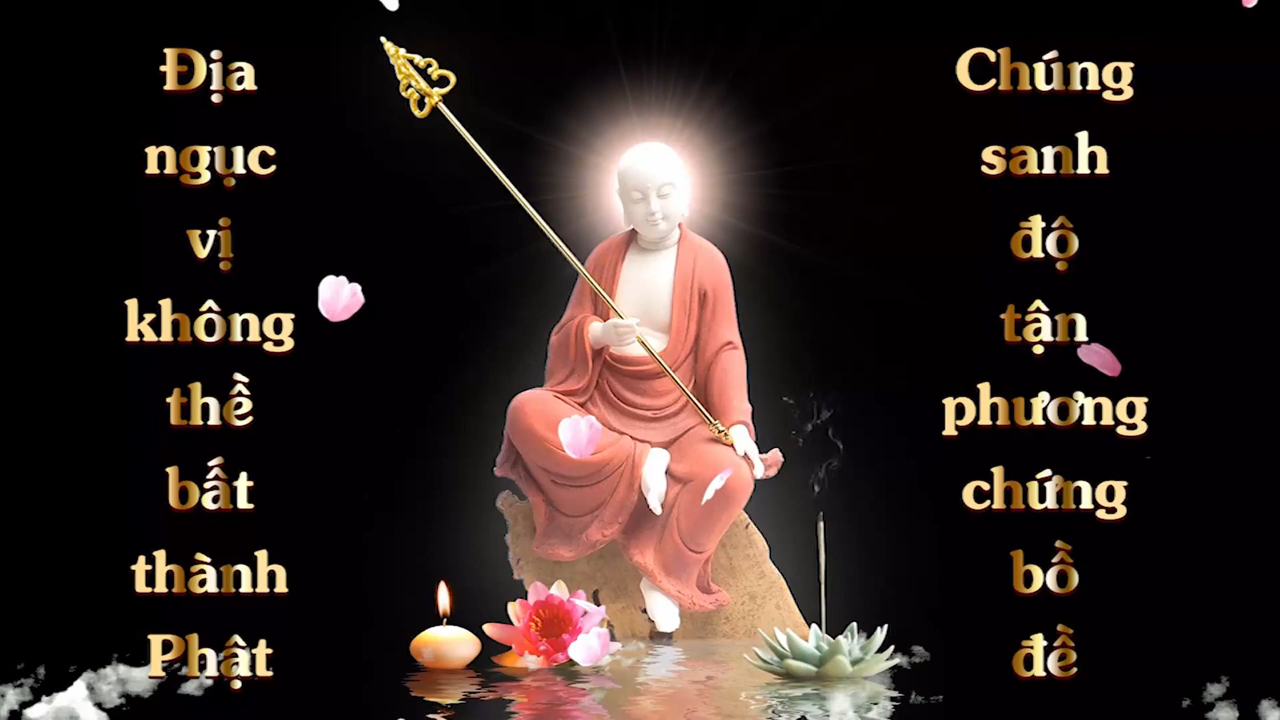 Địa
ngục
vị
không
thề
bất
thành
Phật
Chúng
sanh
độ
tận
phương
chứng
bồ
đề